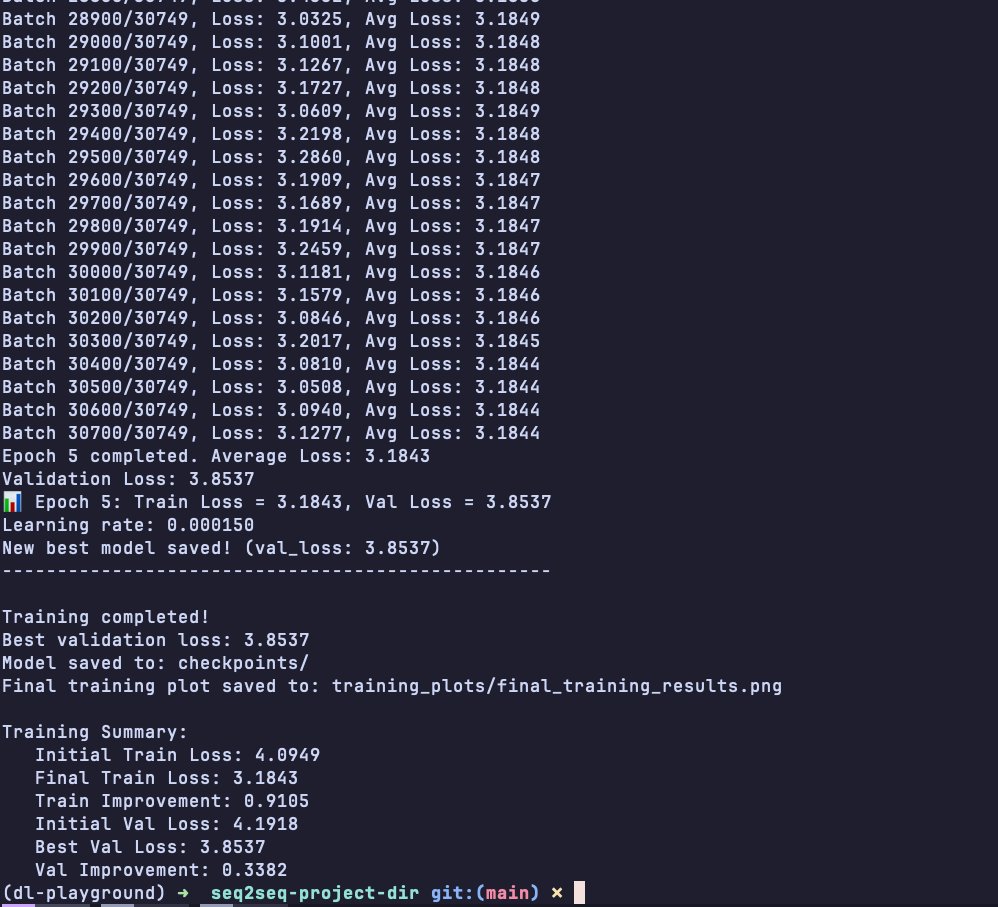 Batch 28900/30749, Loss: 3.0325, Avg Loss: 3.1849
Batch 29000/30749, Loss: 3.1001, Avg Loss: 3.1848
Batch 29100/30749, Loss: 3.1267, Avg Loss: 3.1848
Batch 29200/30749, Loss: 3.1727, Avg Loss: 3.1848
Batch 29300/30749, Loss: 3.0609, Avg Loss: 3.1849
Batch 29400/30749, Loss: 3.2198, Avg Loss: 3.1848
Batch 29500/30749, Loss: 3.2860, Avg Loss: 3.1848
Batch 29600/30749, Loss: 3.1909, Avg Loss: 3.1847
Batch 29700/30749, Loss: 3.1689, Avg Loss: 3.1847
Batch 29800/30749, Loss: 3.1914, Avg Loss: 3.1847
Batch 29900/30749, Loss: 3.2459, Avg Loss: 3.1847
Batch 30000/30749, Loss: 3.1181, Avg Loss: 3.1846
Batch 30100/30749, Loss: 3.1579, Avg Loss: 3.1846
Batch 30200/30749, Loss: 3.0846, Avg Loss: 3.1846
Batch 30300/30749, Loss: 3.2017, Avg Loss: 3.1845
Batch 30400/30749, Loss: 3.0810, Avg Loss: 3.1844
Batch 30500/30749, Loss: 3.0508, Avg Loss: 3.1844
Batch 30600/30749, Loss: 3.0940, Avg Loss: 3.1844
Batch 30700/30749, Loss: 3.1277, Avg Loss: 3.1844
Epoch 5 completed. Average Loss: 3.1843
Validation Loss: 3.8537
📊 Epoch 5: Train Loss = 3.1843, Val Loss = 3.8537
Learning rate: 0.000150
New best model saved! (val_loss: 3.8537)
--------------------------------------------------
Training completed!
Best validation loss: 3.8537
Model saved to: checkpoints/
Final training plot saved to: training_plots/final_training_results.png
Training Summary:
Initial Train Loss: 4.0949
Final Train Loss: 3.1843
Train Improvement: 0.9105
Initial Val Loss: 4.1918
Best Val Loss: 3.8537
Val Improvement: 0.3382
(dl-playground) ➜ seq2seq-project-dir git:(main) ✗